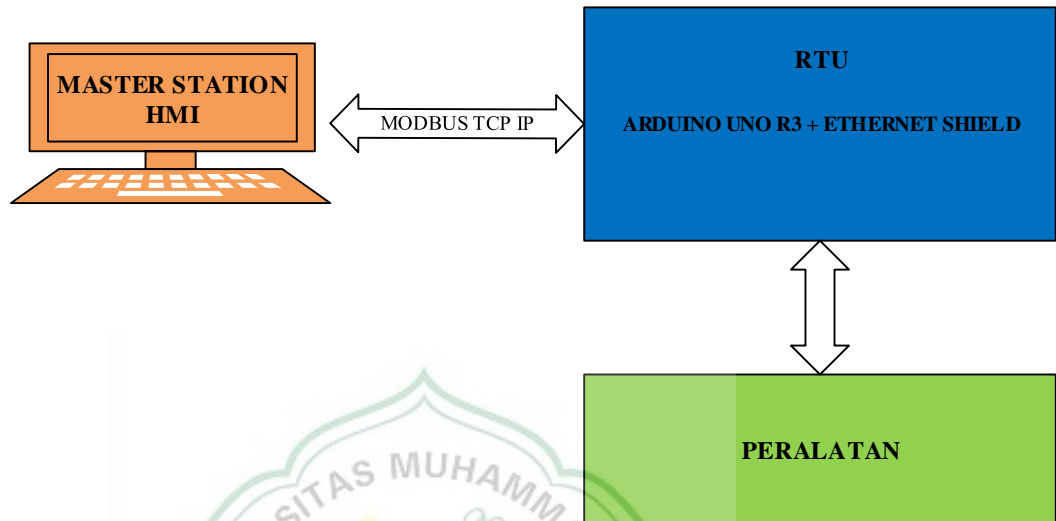 MASTER STATION
HMI
MODBUS TCP IP
RTU
ARDUINO UNO R3 + ETHERNET SHIELD
PERALATAN
SITAS MUHAMM